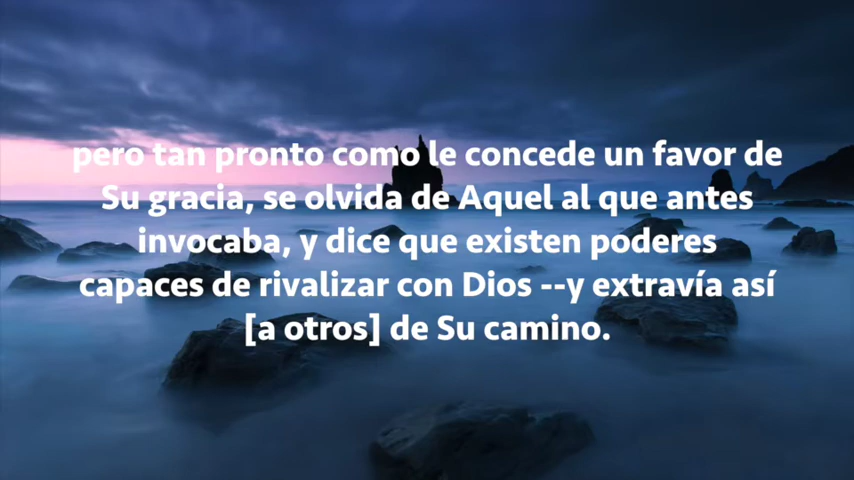 pero tan pronto como le concede un favor de
Su gracia, se olvida de Aquel al que antes
invocaba, y dice que existen poderes
capaces de rivalizar con Dios --y extravía así
[a otros] de Su camino.